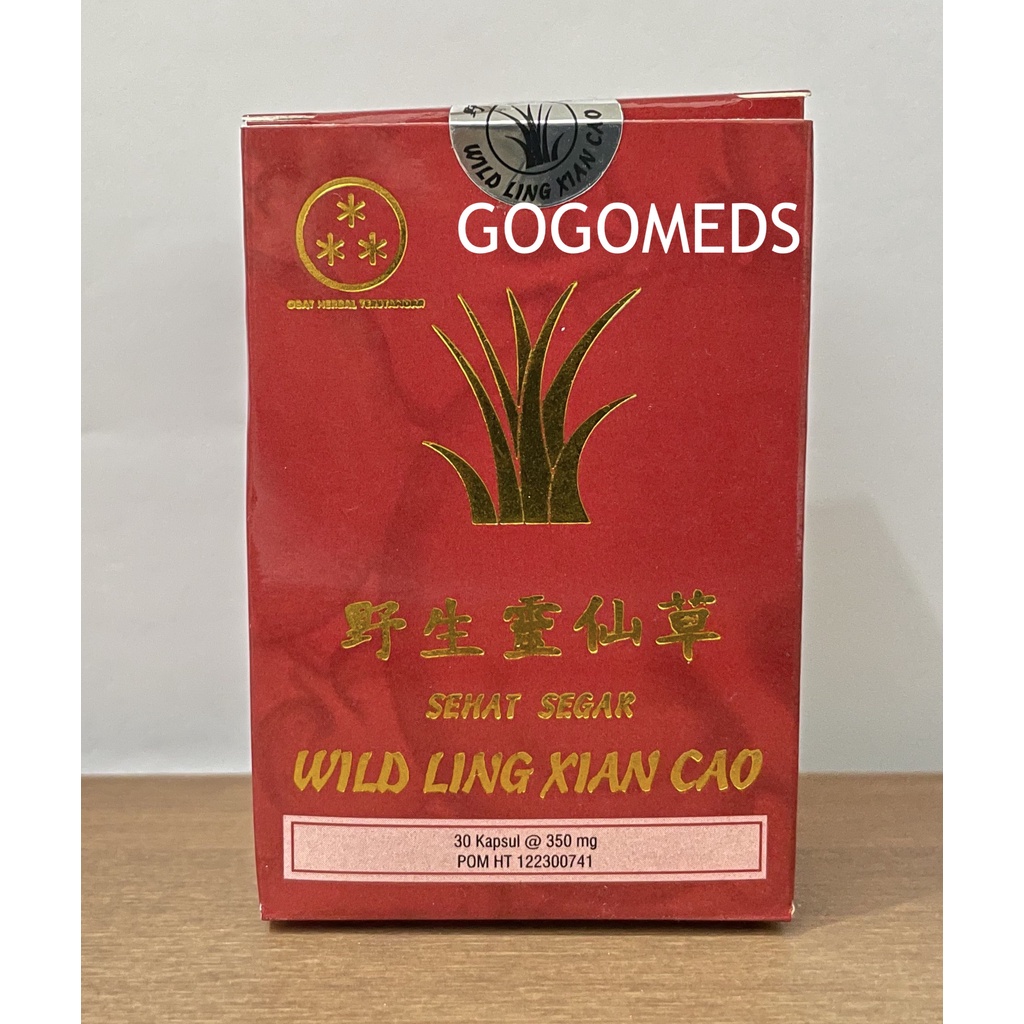 WILD LING XIAN CAO
GOGOMEDS
OBAT HERBAL TERSTANDAR
野生靈仙草
SEHAT SEGAR
WILD LING XIAN CAO
30 Kapsul @ 350 mg
POM HT 122300741